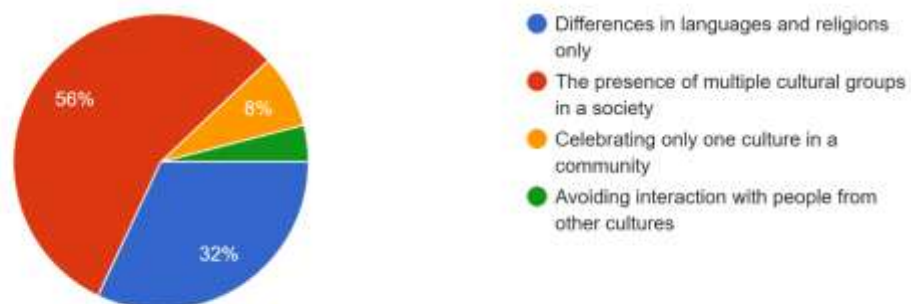 56%
8%
32%
Differences in languages and religions
only
The presence of multiple cultural groups
in a society
Celebrating only one culture in a
community
Avoiding interaction with people from
other cultures